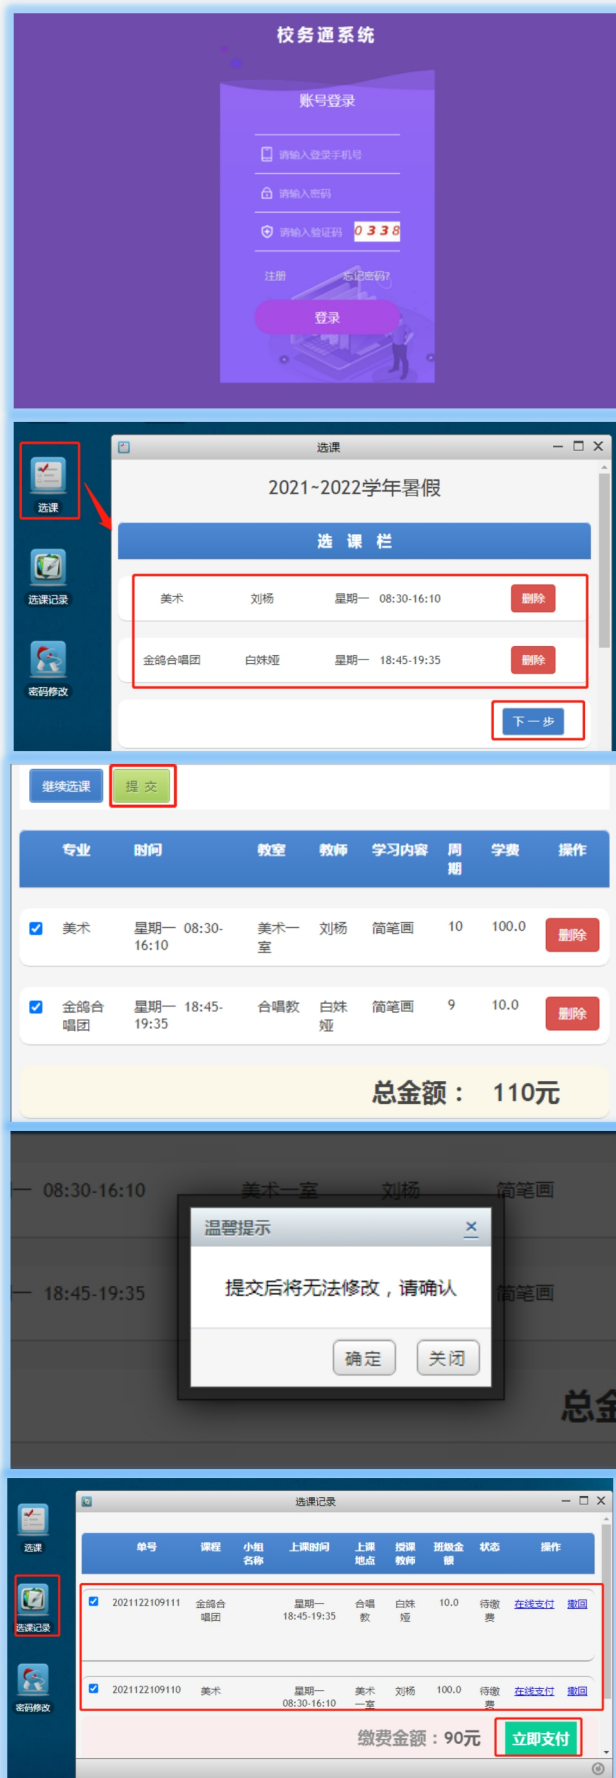 校务通系统
账号登录
请输入登录手机号
请输入密码
请输入验证码 0338
注册 忘记密码?
登录
选课
选课记录
密码修改
选课
2021~2022学年暑假
选 课 栏
美术 刘杨 星期一 08:30-16:10 删除
金鸽合唱团 白姝娅 星期一 18:45-19:35 删除
下一步
继续选课 提 交
专业 时间 教室 教师 学习内容 周期 学费 操作
美术 星期一 08:30-16:10 美术一室 刘杨 简笔画 10 100.0 删除
金鸽合唱团 星期一 18:45-19:35 合唱教 白姝娅 简笔画 9 10.0 删除
总金额： 110元
一 08:30-16:10 美术一室 刘杨 简笔画
温馨提示 ×
提交后将无法修改，请确认
一 18:45-19:35 简笔画
确定 关闭
总金
选课
选课记录
密码修改
选课记录
单号 课程 小组名称 上课时间 上课地点 授课教师 班级金额 状态 操作
2021122109111 金鸽合唱团 星期一 18:45-19:35 合唱教 白姝娅 10.0 待缴费 在线支付 撤回
2021122109110 美术 星期一 08:30-16:10 美术一室 刘杨 100.0 待缴费 在线支付 撤回
缴费金额：90元 立即支付